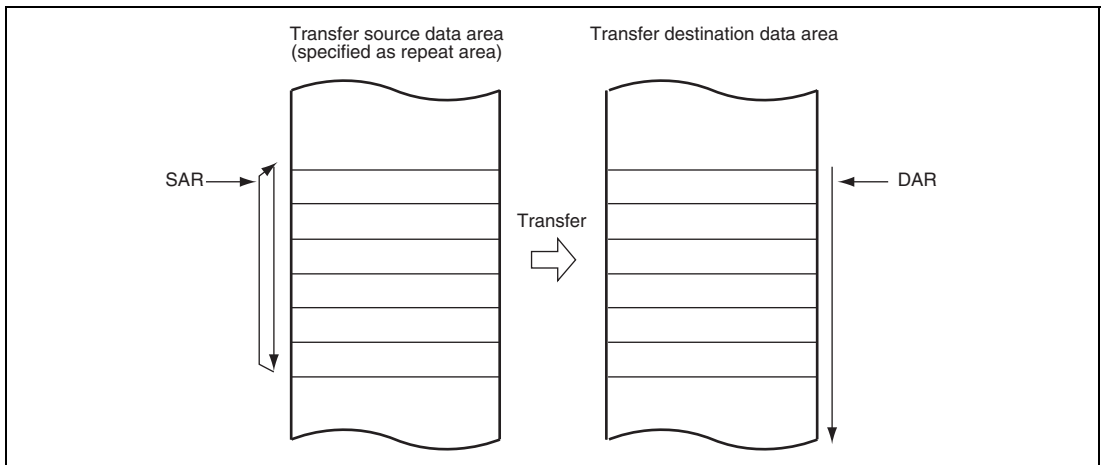 Transfer source data area
(specified as repeat area)
Transfer destination data area
SAR
DAR
Transfer